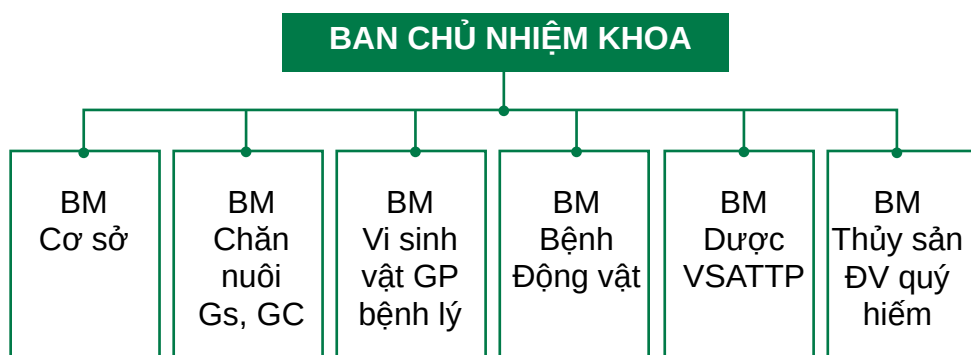 BAN CHỦ NHIỆM KHOA
BM
Cơ sở
BM
Chăn
nuôi
Gs, GC
BM
Vi sinh
vật GP
bệnh lý
BM
Bệnh
Động vật
BM
Dược
VSATTP
BM
Thủy sản
ĐV quý
hiếm